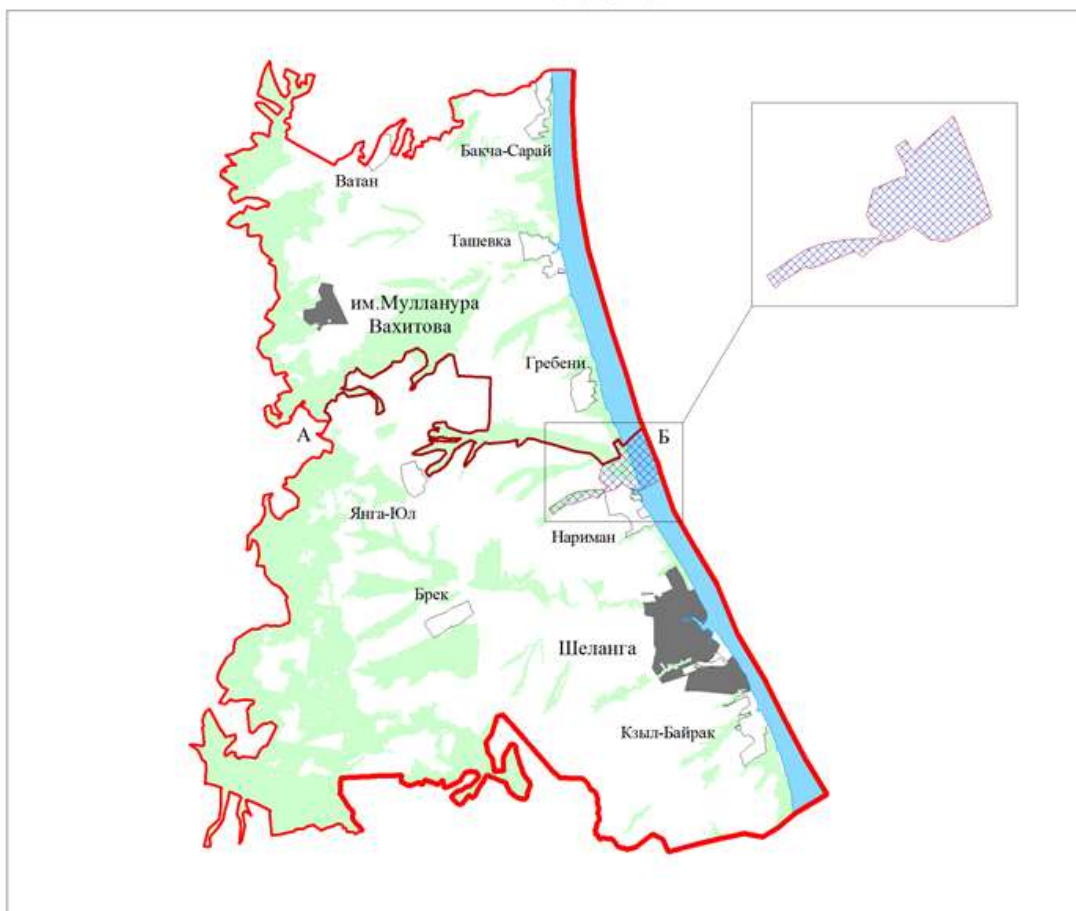 Бакча-Сарай
Ватан
Ташевка
им.Мулланура
Вахитова
Гребени
А
Б
Янга-Юл
Нариман
Брек
Шеланга
Кзыл-Байрак